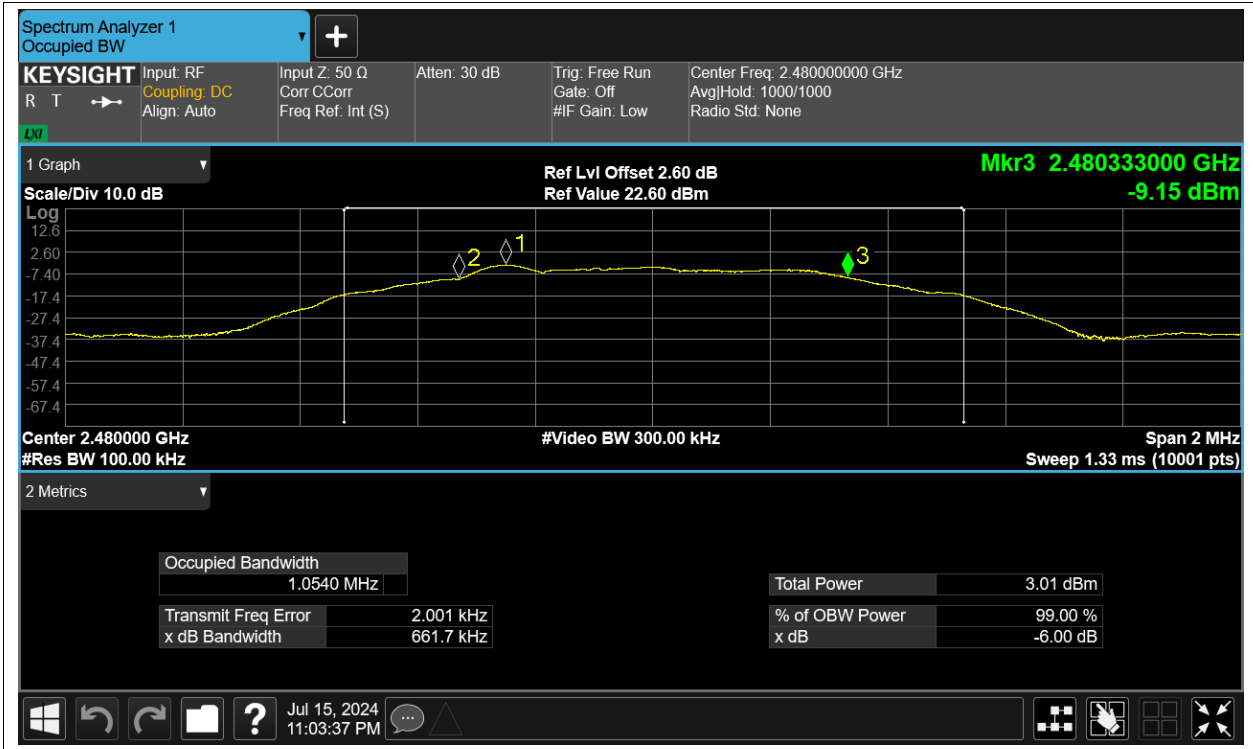 Spectrum Analyzer 1
Occupied BW
KEYSIGHT
R T
LXI
Input: RF
Coupling: DC
Align: Auto
Input Z: 50 Ω
Corr CCorr
Freq Ref: Int (S)
Atten: 30 dB
Trig: Free Run
Gate: Off
#IF Gain: Low
Center Freq: 2.480000000 GHz
Avg|Hold: 1000/1000
Radio Std: None
1 Graph
Scale/Div 10.0 dB
Ref Lvl Offset 2.60 dB
Ref Value 22.60 dBm
Mkr3 2.480333000 GHz
-9.15 dBm
Log
12.6
2.60
-7.40
-17.4
-27.4
-37.4
-47.4
-57.4
-67.4
2
1
3
Center 2.480000 GHz
#Res BW 100.00 kHz
#Video BW 300.00 kHz
Span 2 MHz
Sweep 1.33 ms (10001 pts)
2 Metrics
Occupied Bandwidth
1.0540 MHz
Transmit Freq Error 2.001 kHz
x dB Bandwidth 661.7 kHz
Total Power 3.01 dBm
% of OBW Power 99.00 %
x dB -6.00 dB
?
Jul 15, 2024
11:03:37 PM